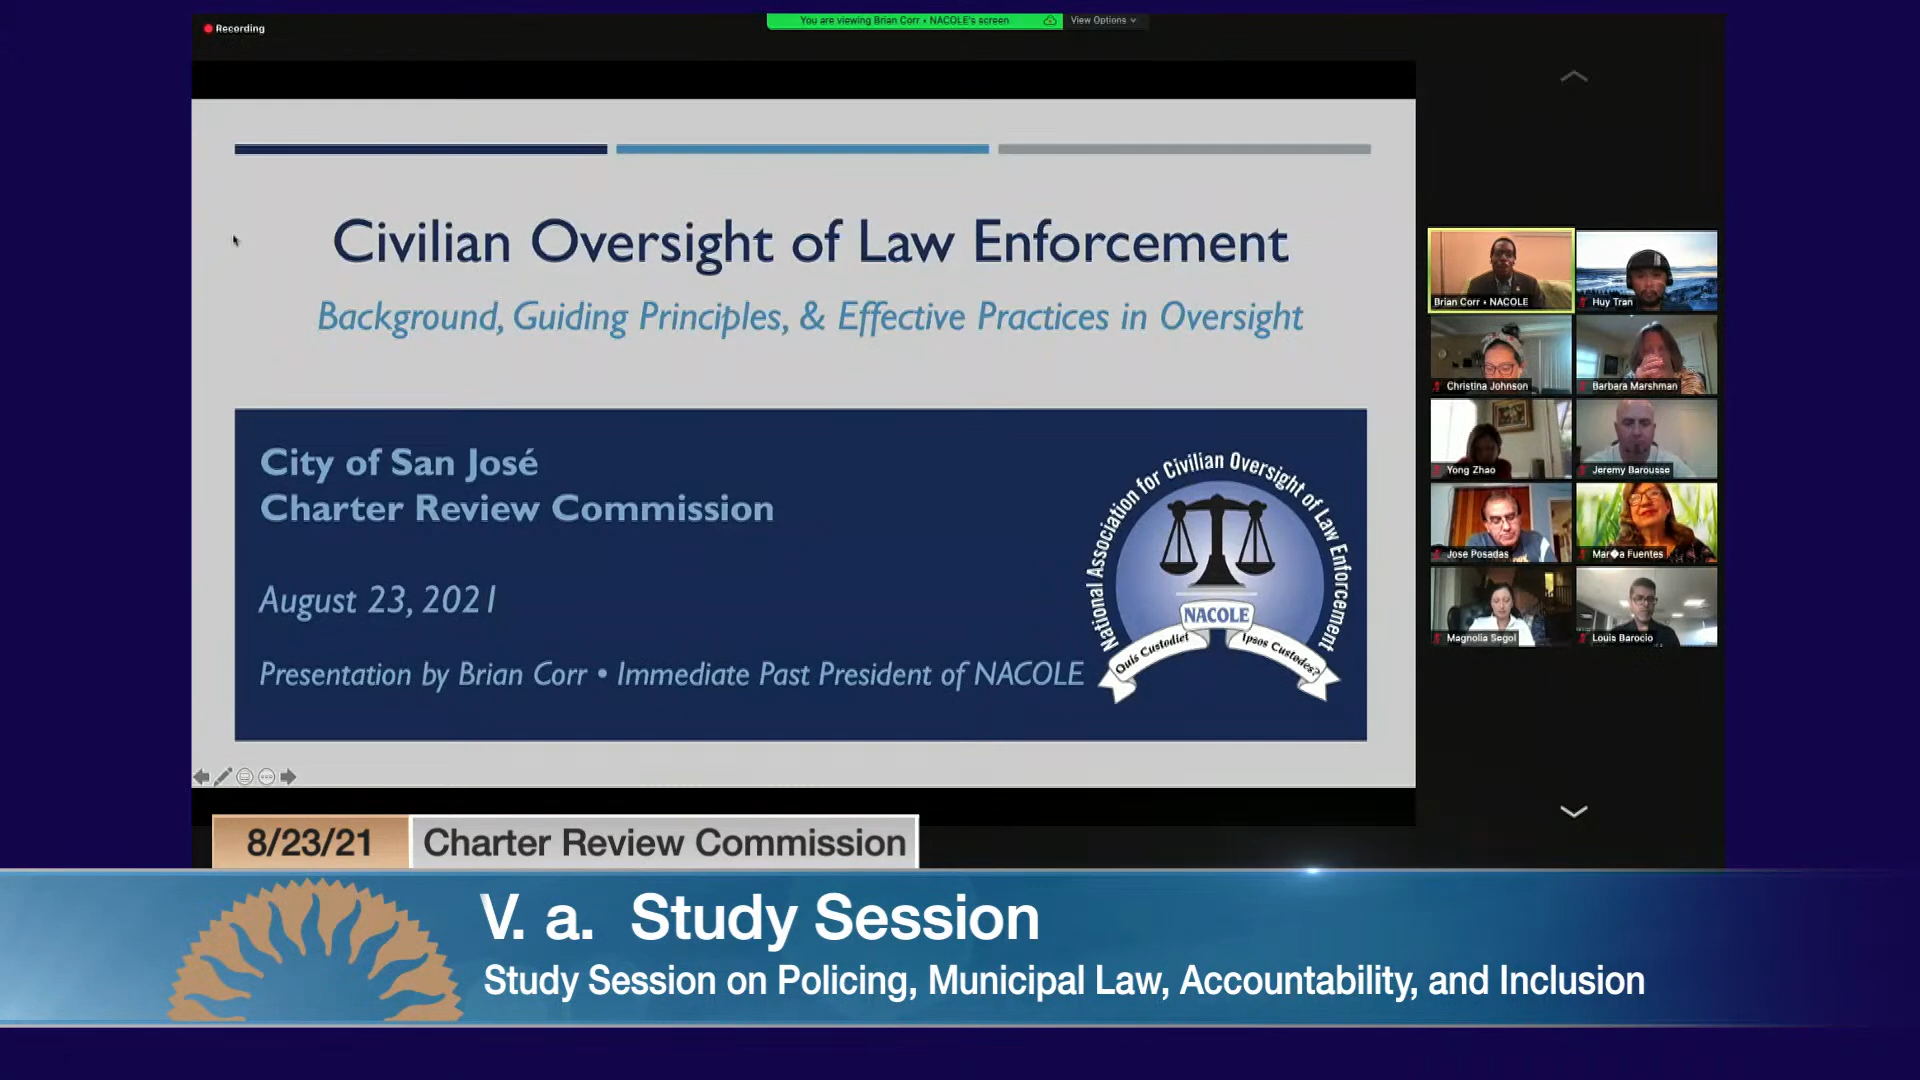 Recording
You are viewing Brian Corr • NACOLE's screen
View Options
Civilian Oversight of Law Enforcement
Background, Guiding Principles, & Effective Practices in Oversight
City of San José
Charter Review Commission
August 23, 2021
Presentation by Brian Corr • Immediate Past President of NACOLE
National Association for Civilian Oversight of Law Enforcement
NACOLE
Quis Custodiet
Ipsos Custodes?
Brian Corr • NACOLE
Huy Tran
Christina Johnson
Barbara Marshman
Yong Zhao
Jeremy Barousse
Jose Posadas
Mar�a Fuentes
Magnolia Segol
Louis Barocio
8/23/21
Charter Review Commission
V. a. Study Session
Study Session on Policing, Municipal Law, Accountability, and Inclusion